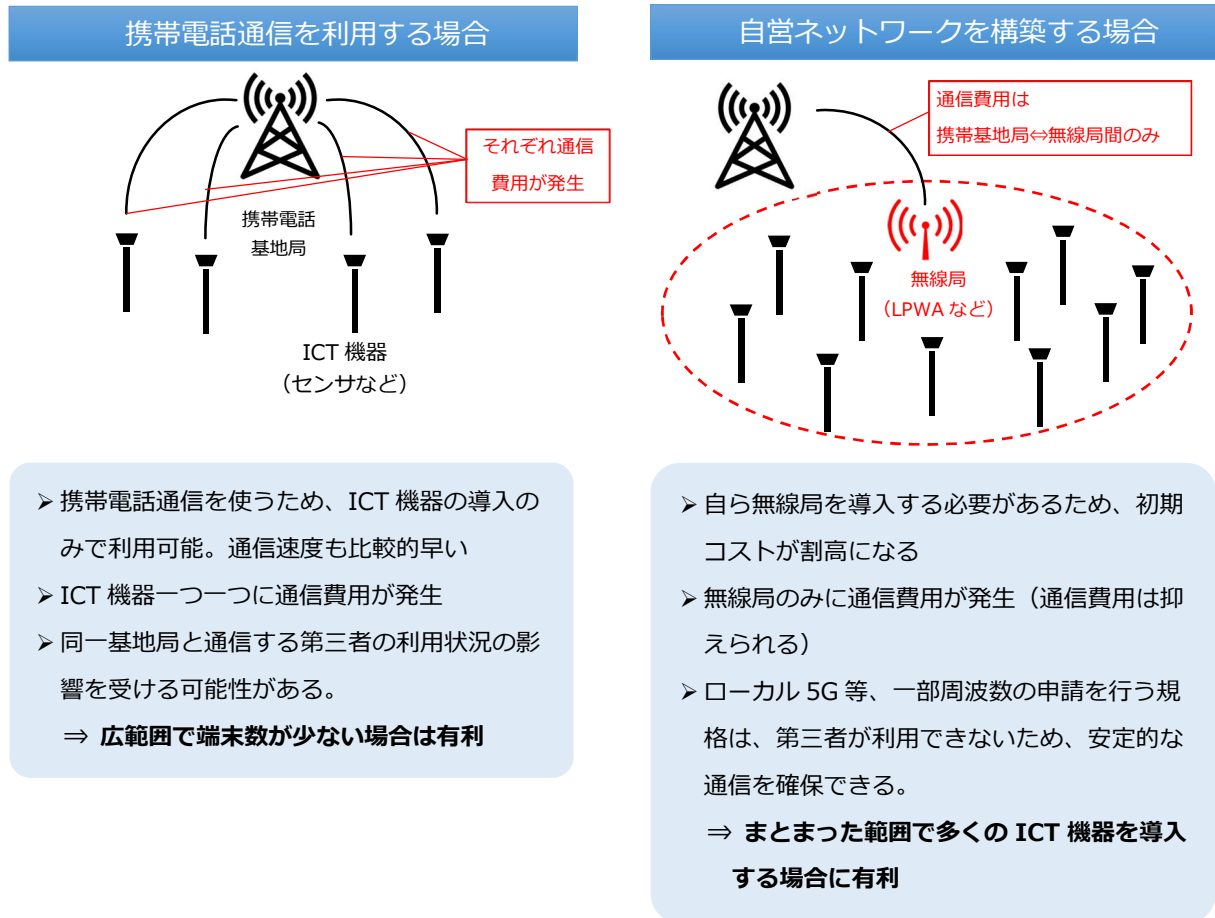 携帯電話通信を利用する場合
それぞれ通信
費用が発生
携帯電話
基地局
ICT 機器
（センサなど）
➢ 携帯電話通信を使うため、ICT 機器の導入の
みで利用可能。通信速度も比較的早い
➢ ICT 機器一つ一つに通信費用が発生
➢ 同一基地局と通信する第三者の利用状況の影
響を受ける可能性がある。
⇒ 広範囲で端末数が少ない場合は有利
自営ネットワークを構築する場合
通信費用は
携帯基地局⇔無線局間のみ
無線局
（LPWA など）
➢ 自ら無線局を導入する必要があるため、初期
コストが割高になる
➢ 無線局のみに通信費用が発生（通信費用は抑
えられる）
➢ ローカル 5G 等、一部周波数の申請を行う規
格は、第三者が利用できないため、安定的な
通信を確保できる。
⇒ まとまった範囲で多くの ICT 機器を導入
する場合に有利